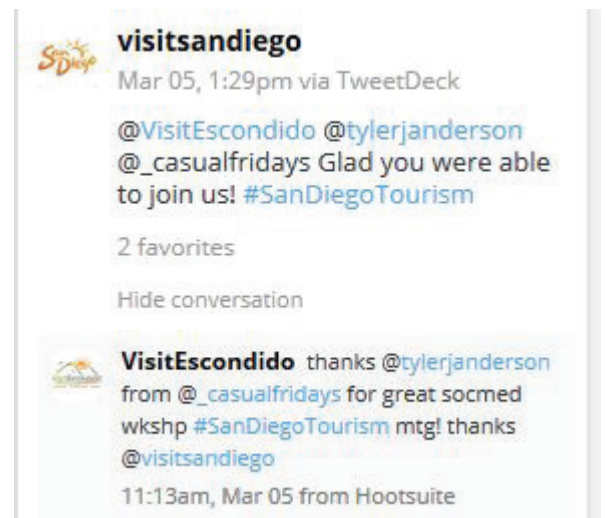 San Diego
visitsandiego
Mar 05, 1:29pm via TweetDeck
@VisitEscondido @tylerjanderson
@_casualfridays Glad you were able
to join us! #SanDiegoTourism
2 favorites
Hide conversation
VisitEscondido thanks @tylerjanderson
from @_casualfridays for great socmed
wkshp #SanDiegoTourism mtg! thanks
@visitsandiego
11:13am, Mar 05 from Hootsuite